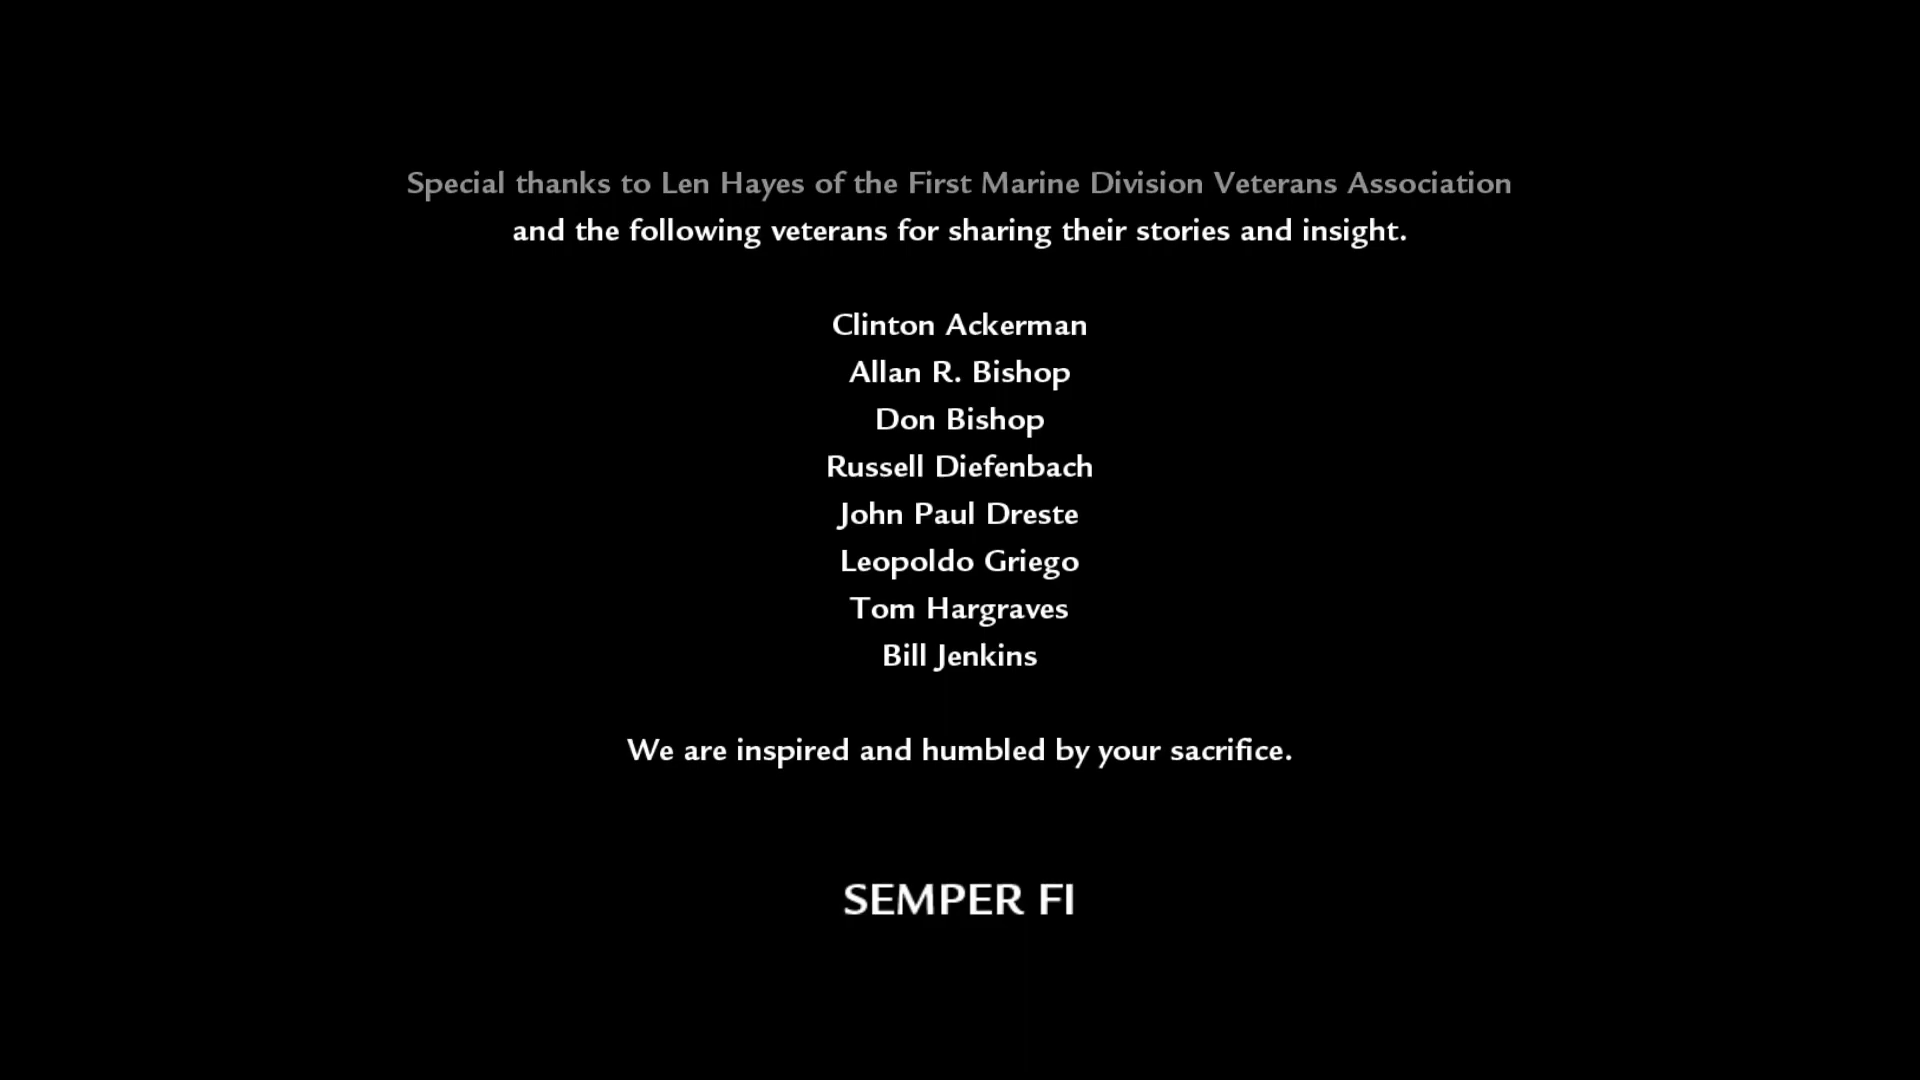 Special thanks to Len Hayes of the First Marine Division Veterans Association
and the following veterans for sharing their stories and insight.
Clinton Ackerman
Allan R. Bishop
Don Bishop
Russell Diefenbach
John Paul Dreste
Leopoldo Griego
Tom Hargraves
Bill Jenkins
We are inspired and humbled by your sacrifice.
SEMPER FI